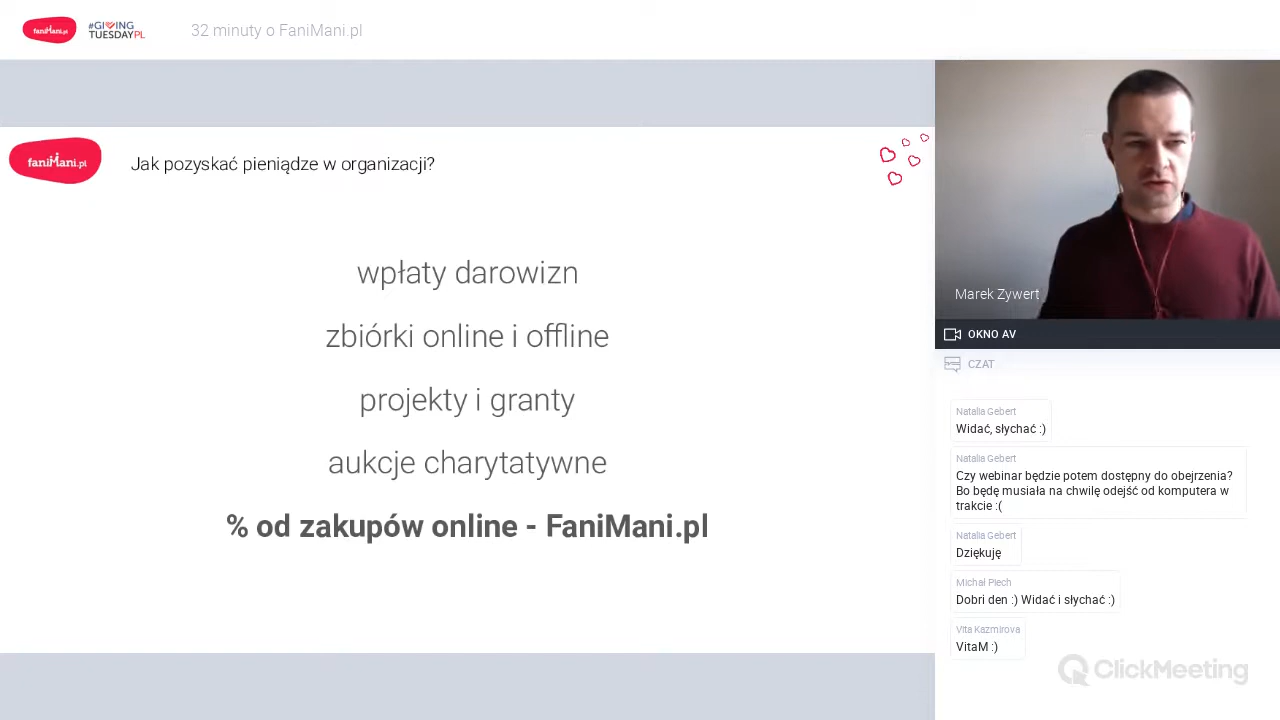 faniMani.pl
#GIVING
TUESDAYPL
32 minuty o FaniMani.pl
faniMani.pl
Jak pozyskać pieniądze w organizacji?
wpłaty darowizn
zbiórki online i offline
projekty i granty
aukcje charytatywne
% od zakupów online - FaniMani.pl
Marek Zywert
OKNO AV
CZAT
Natalia Gebert
Widać, słychać :)
Natalia Gebert
Czy webinar będzie potem dostępny do obejrzenia?
Bo będę musiała na chwilę odejść od komputera w
trakcie :(
Natalia Gebert
Dziękuję
Michał Piech
Dobri den :) Widać i słychać :)
Vita Kazmirova
VitaM :)
ClickMeeting